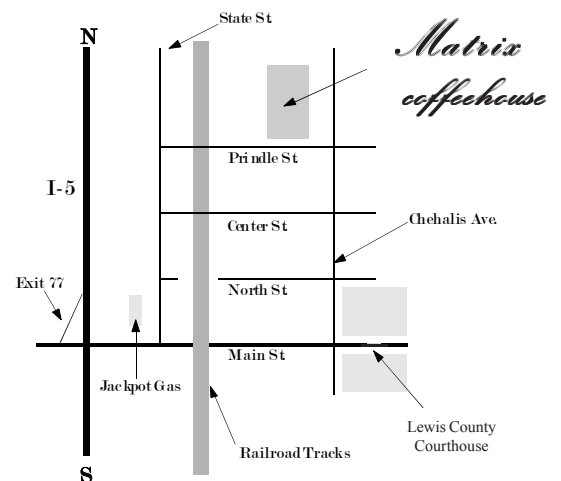 State St.
N
Matrix
coffeehouse
Prindle St.
I-5
Center St.
Chehalis Ave.
Exit 77
North St.
Main St.
Jackpot Gas
Lewis County
Courthouse
Railroad Tracks
S